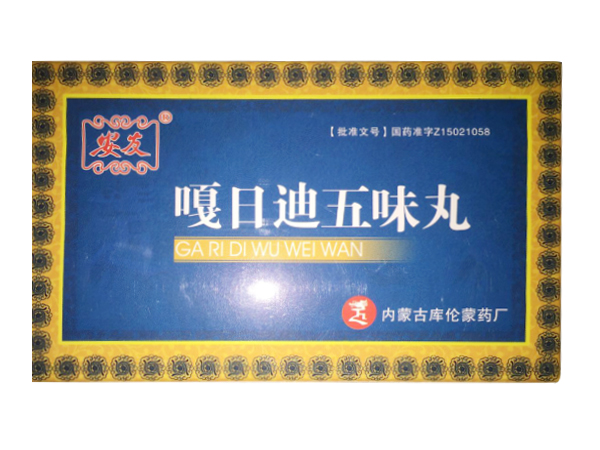 安友
【批准文号】国药准字Z15021058
嘎日迪五味丸
GA RI DI WU WEI WAN
内蒙古库伦蒙药厂